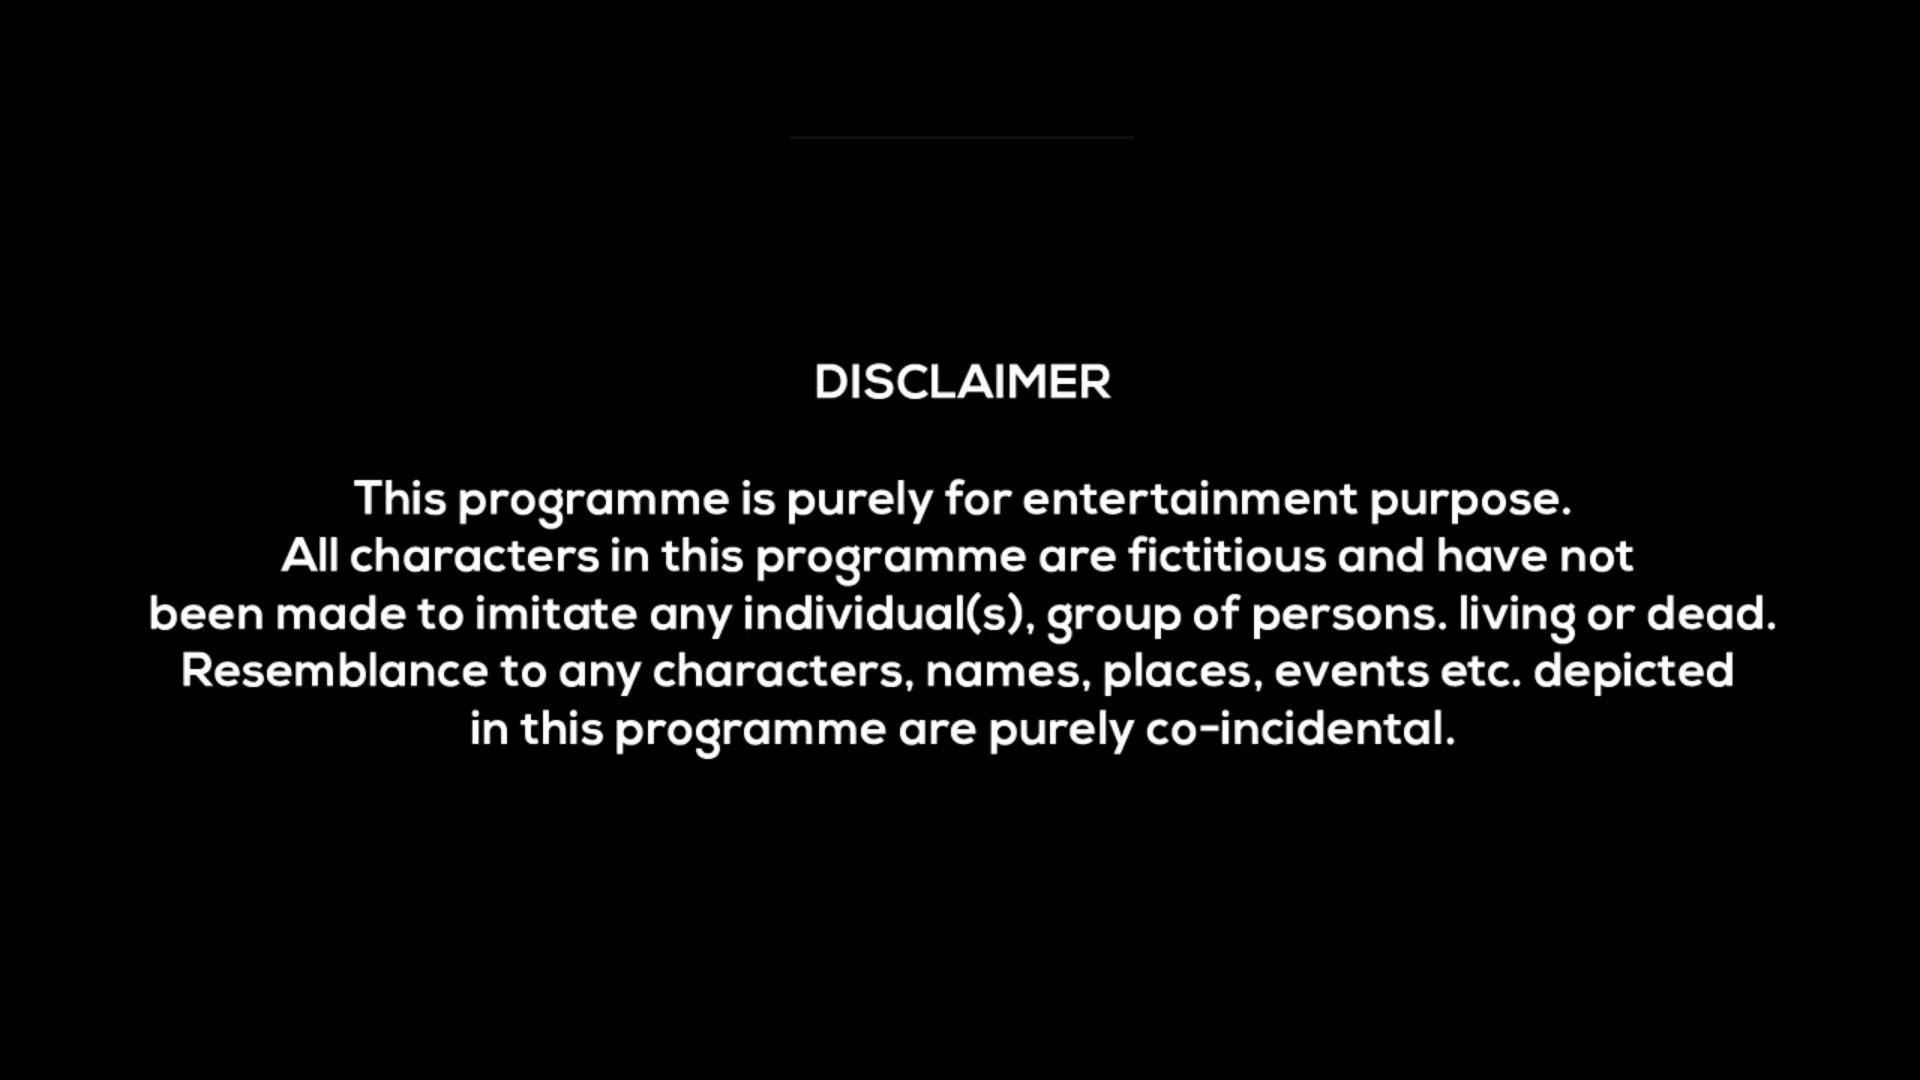 DISCLAIMER
This programme is purely for entertainment purpose.
All characters in this programme are fictitious and have not
been made to imitate any individual(s), group of persons. living or dead.
Resemblance to any characters, names, places, events etc. depicted
in this programme are purely co-incidental.